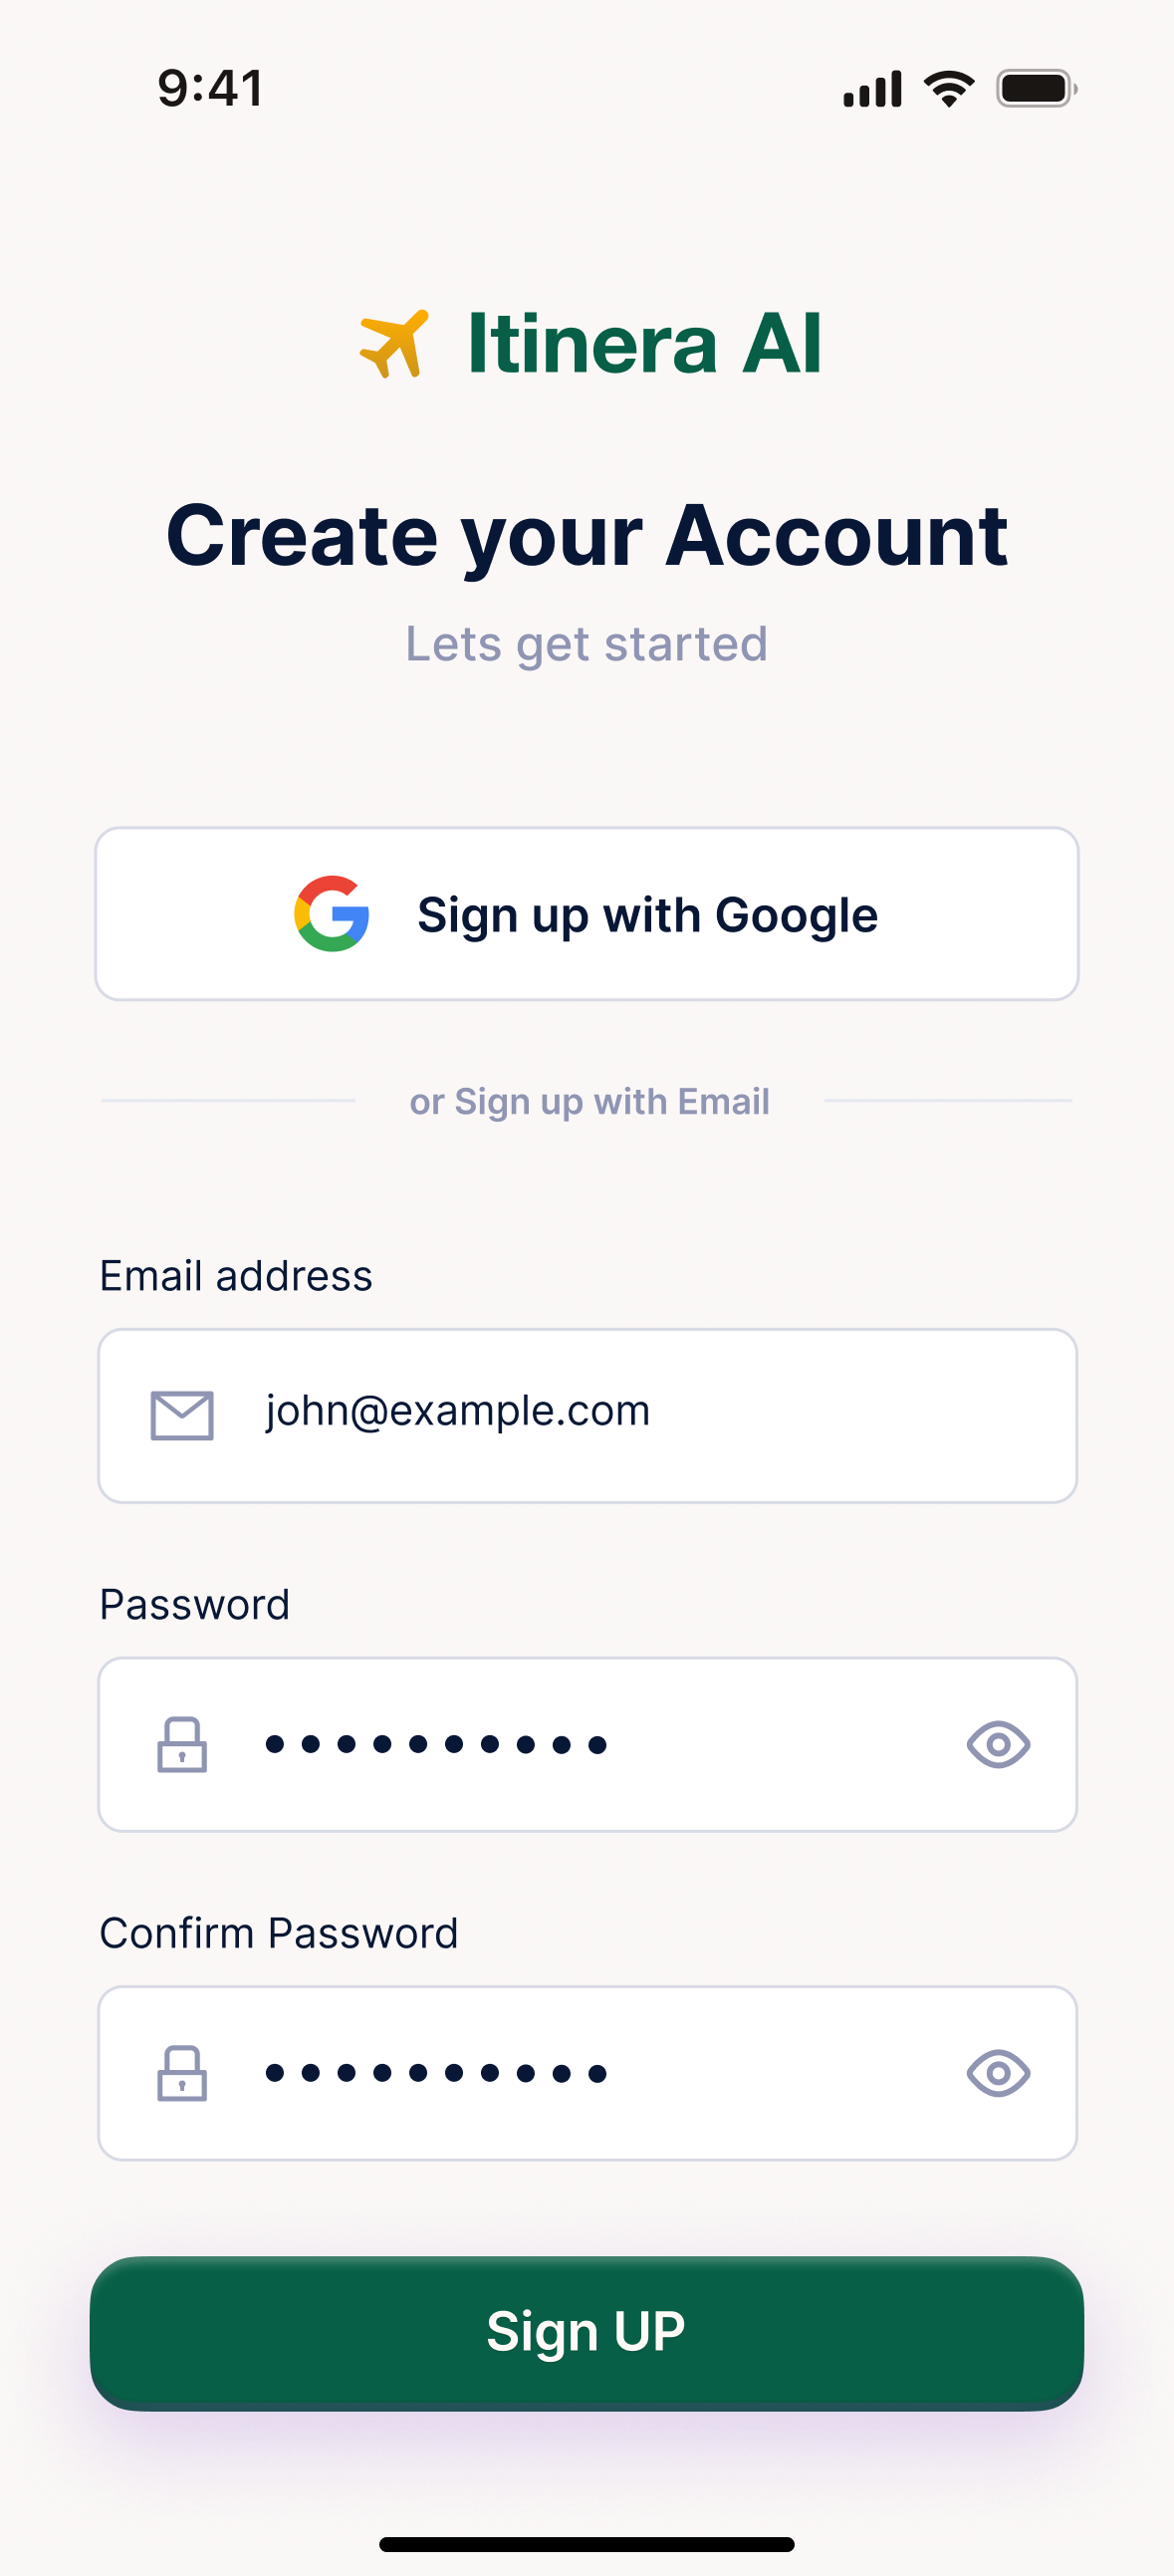 9:41
Itinera AI
Create your Account
Lets get started
Sign up with Google
or Sign up with Email
Email address
john@example.com
Password
••••••••••
Confirm Password
••••••••••
Sign UP